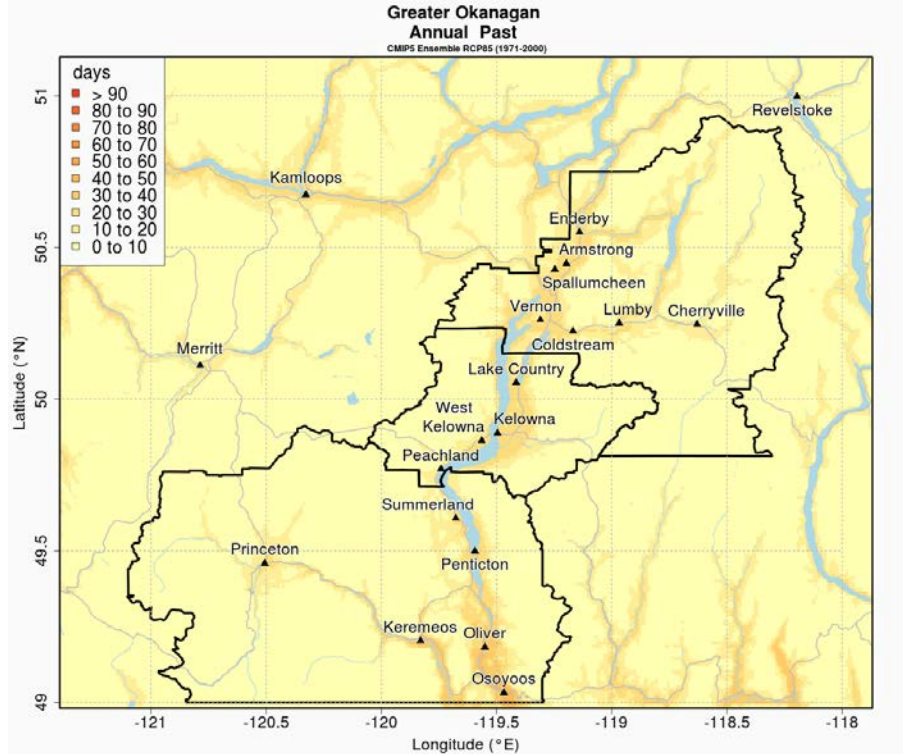 Greater Okanagan
Annual Past
CMIP5 Ensemble RCP85 (1971-2000)
days
> 90
80 to 90
70 to 80
60 to 70
50 to 60
40 to 50
30 to 40
20 to 30
10 to 20
0 to 10
Revelstoke
Kamloops
Enderby
Armstrong
Spallumcheen
Vernon
Lumby
Cherryville
Coldstream
Merritt
Lake Country
West
Kelowna
Kelowna
Peachland
Summerland
Princeton
Penticton
Keremeos
Oliver
Osoyoos
51
50.5
50
49.5
49
Latitude (°N)
-121
-120.5
-120
-119.5
-119
-118.5
-118
Longitude (°E)